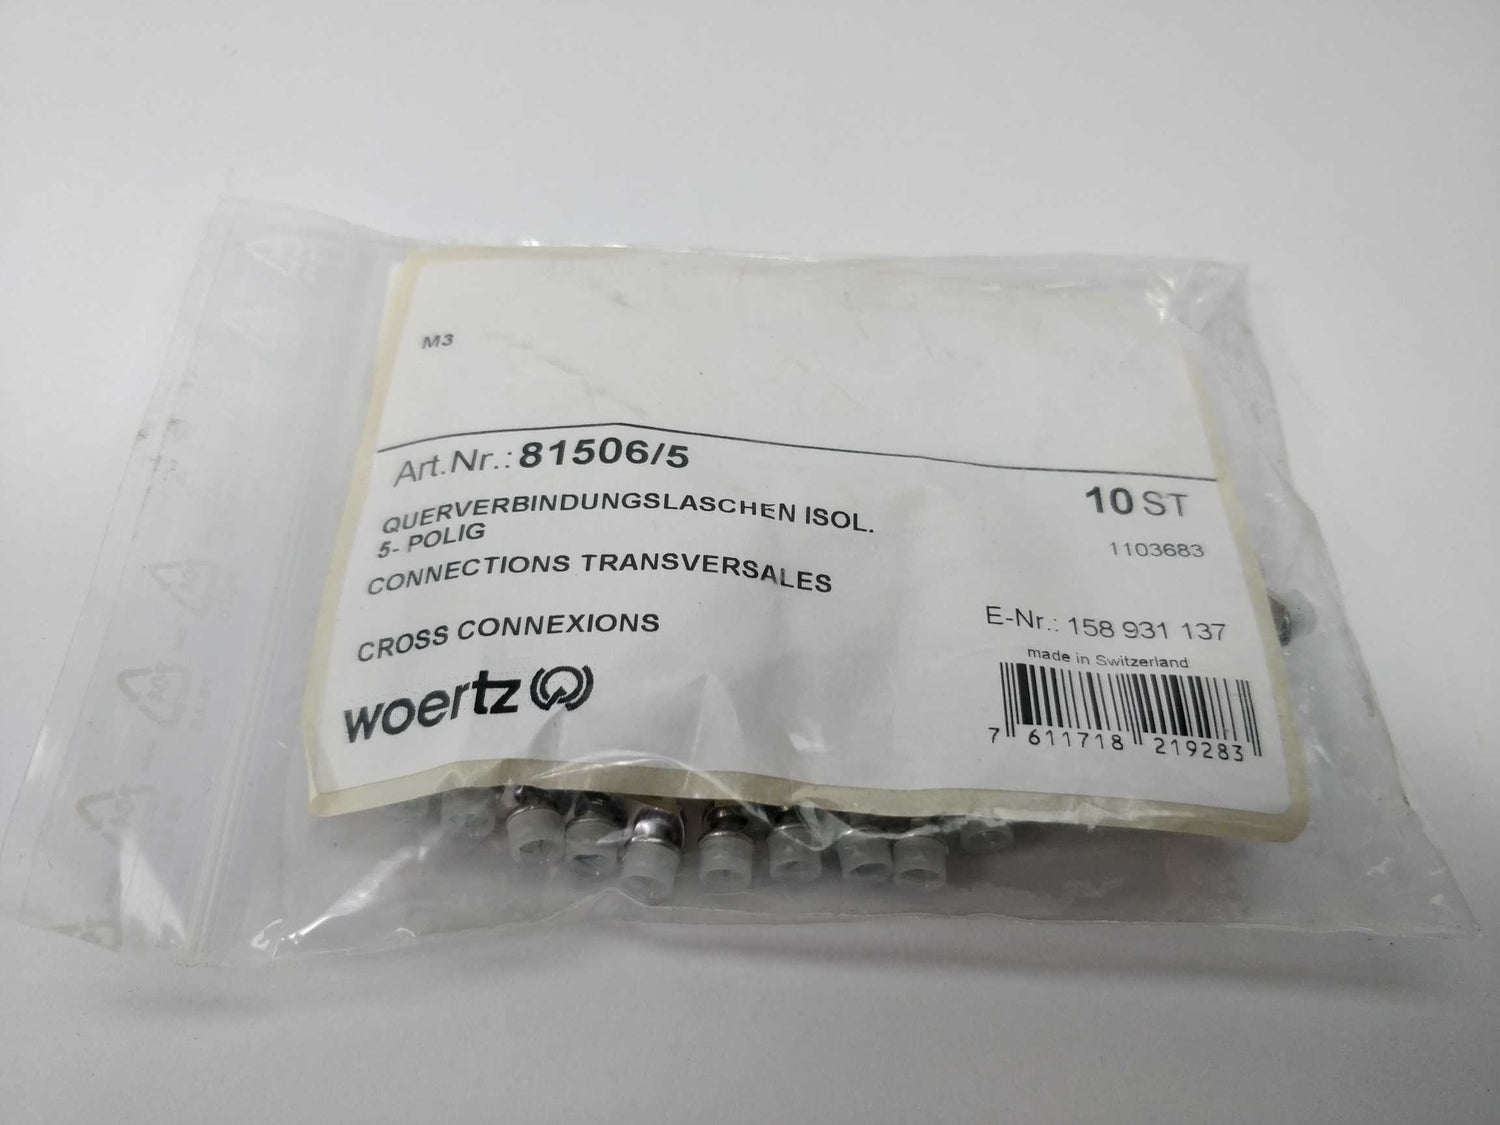 M3
Art.Nr.: 81506/5
10 ST
QUERVERBINDUNGSLASCHEN ISOL.
5- POLIG
1103683
CONNECTIONS TRANSVERSALES
E-Nr.: 158 931 137
CROSS CONNEXIONS
made in Switzerland
woertz
7 611718 219283